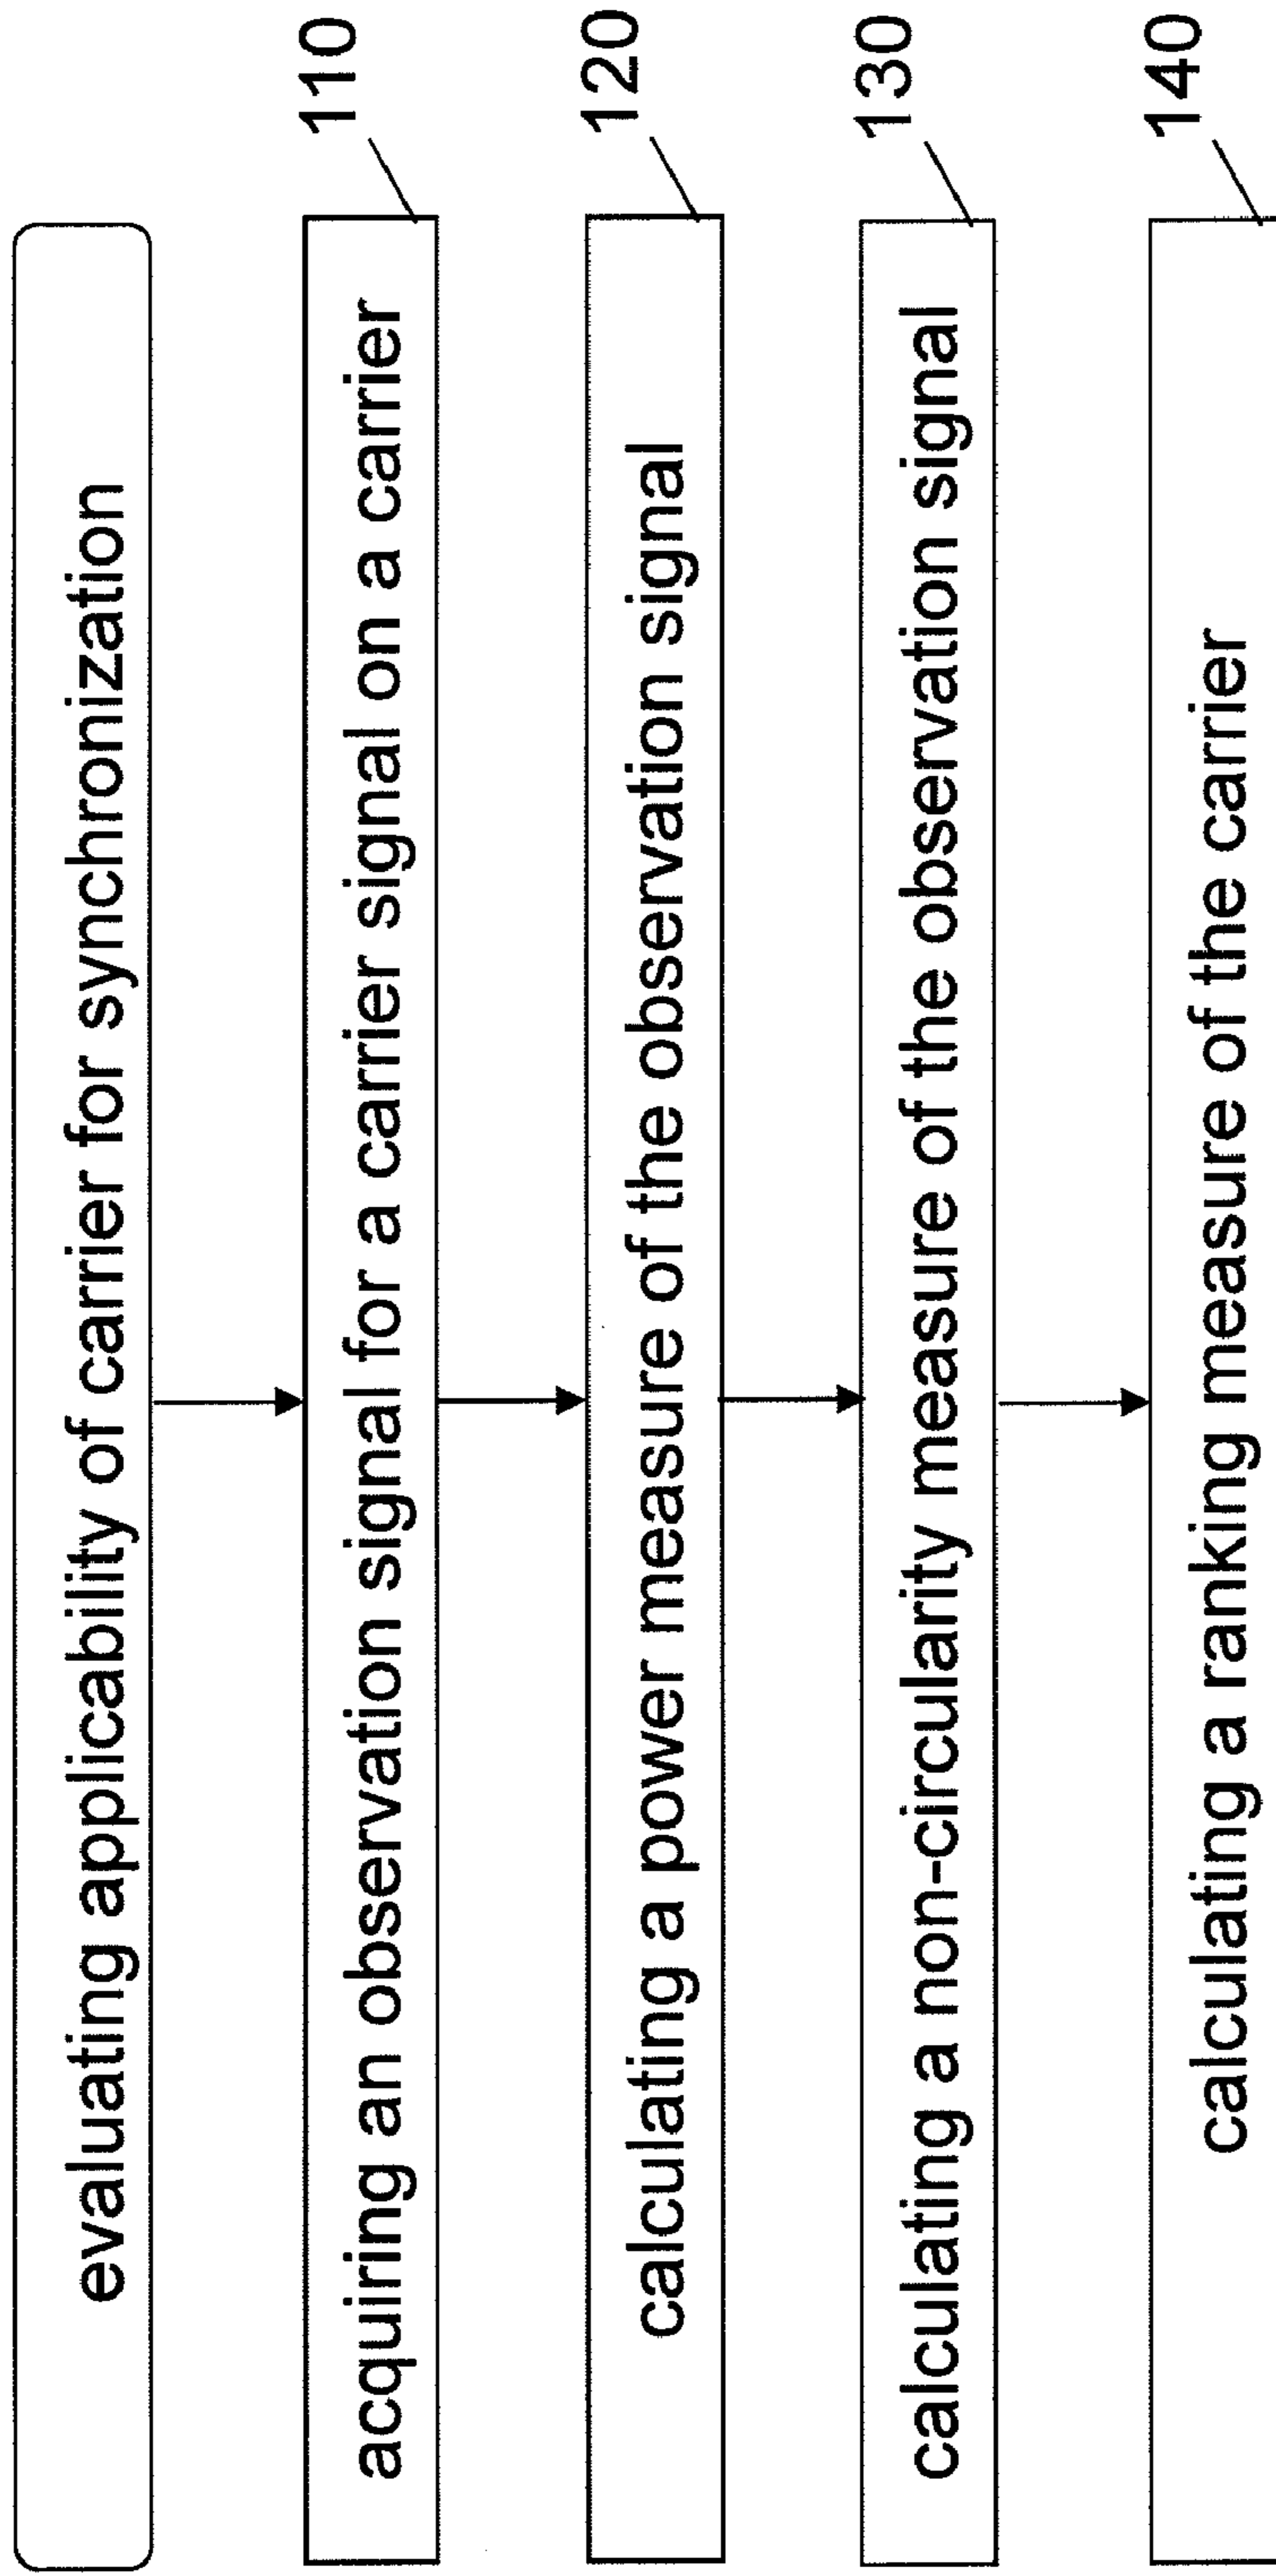 evaluating applicability of carrier for synchronization
110
acquiring an observation signal for a carrier signal on a carrier
120
calculating a power measure of the observation signal
130
calculating a non-circularity measure of the observation signal
140
calculating a ranking measure of the carrier